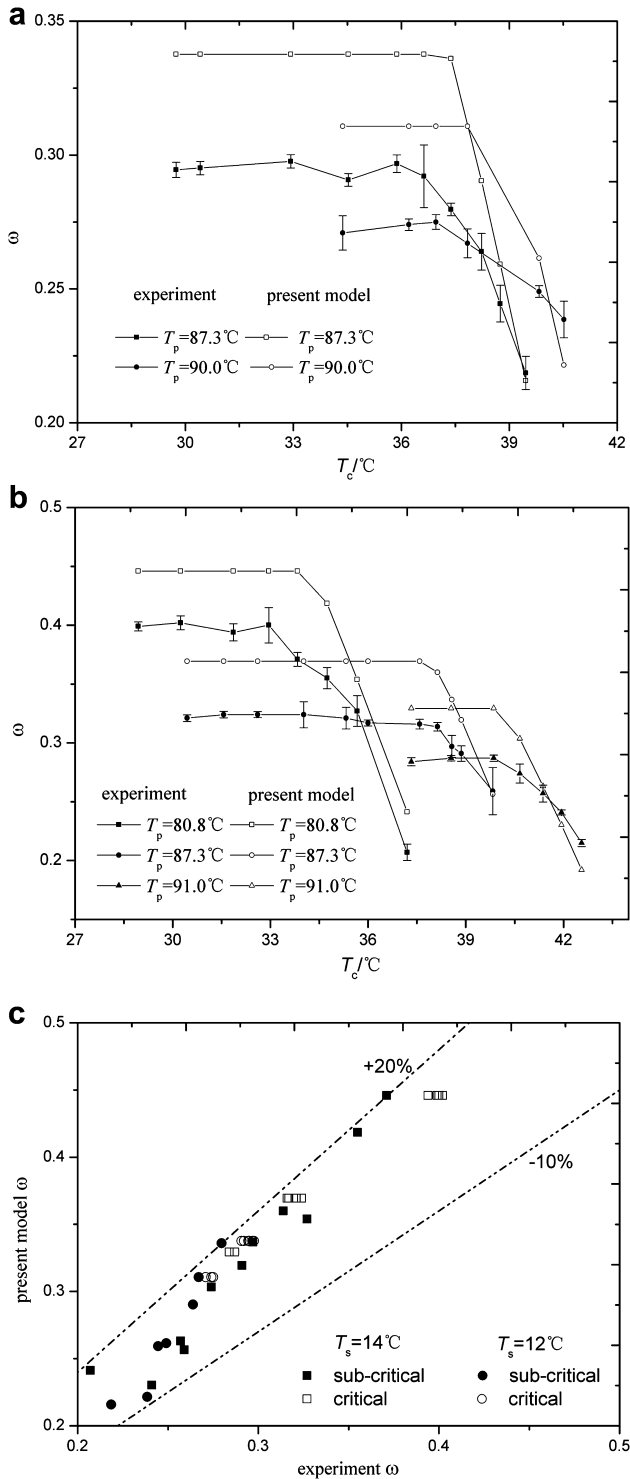 a
0.35
0.30
0.25
0.20
ω
experiment present model
Tp=87.3℃ Tp=87.3℃
Tp=90.0℃ Tp=90.0℃
27 30 33 36 39 42
Tc/℃
b
0.5
0.4
0.3
0.2
ω
experiment present model
Tp=80.8℃ Tp=80.8℃
Tp=87.3℃ Tp=87.3℃
Tp=91.0℃ Tp=91.0℃
27 30 33 36 39 42
Tc/℃
c
0.5
0.4
0.3
0.2
present model ω
+20%
-10%
Ts=14℃ Ts=12℃
sub-critical sub-critical
critical critical
0.2 0.3 0.4 0.5
experiment ω